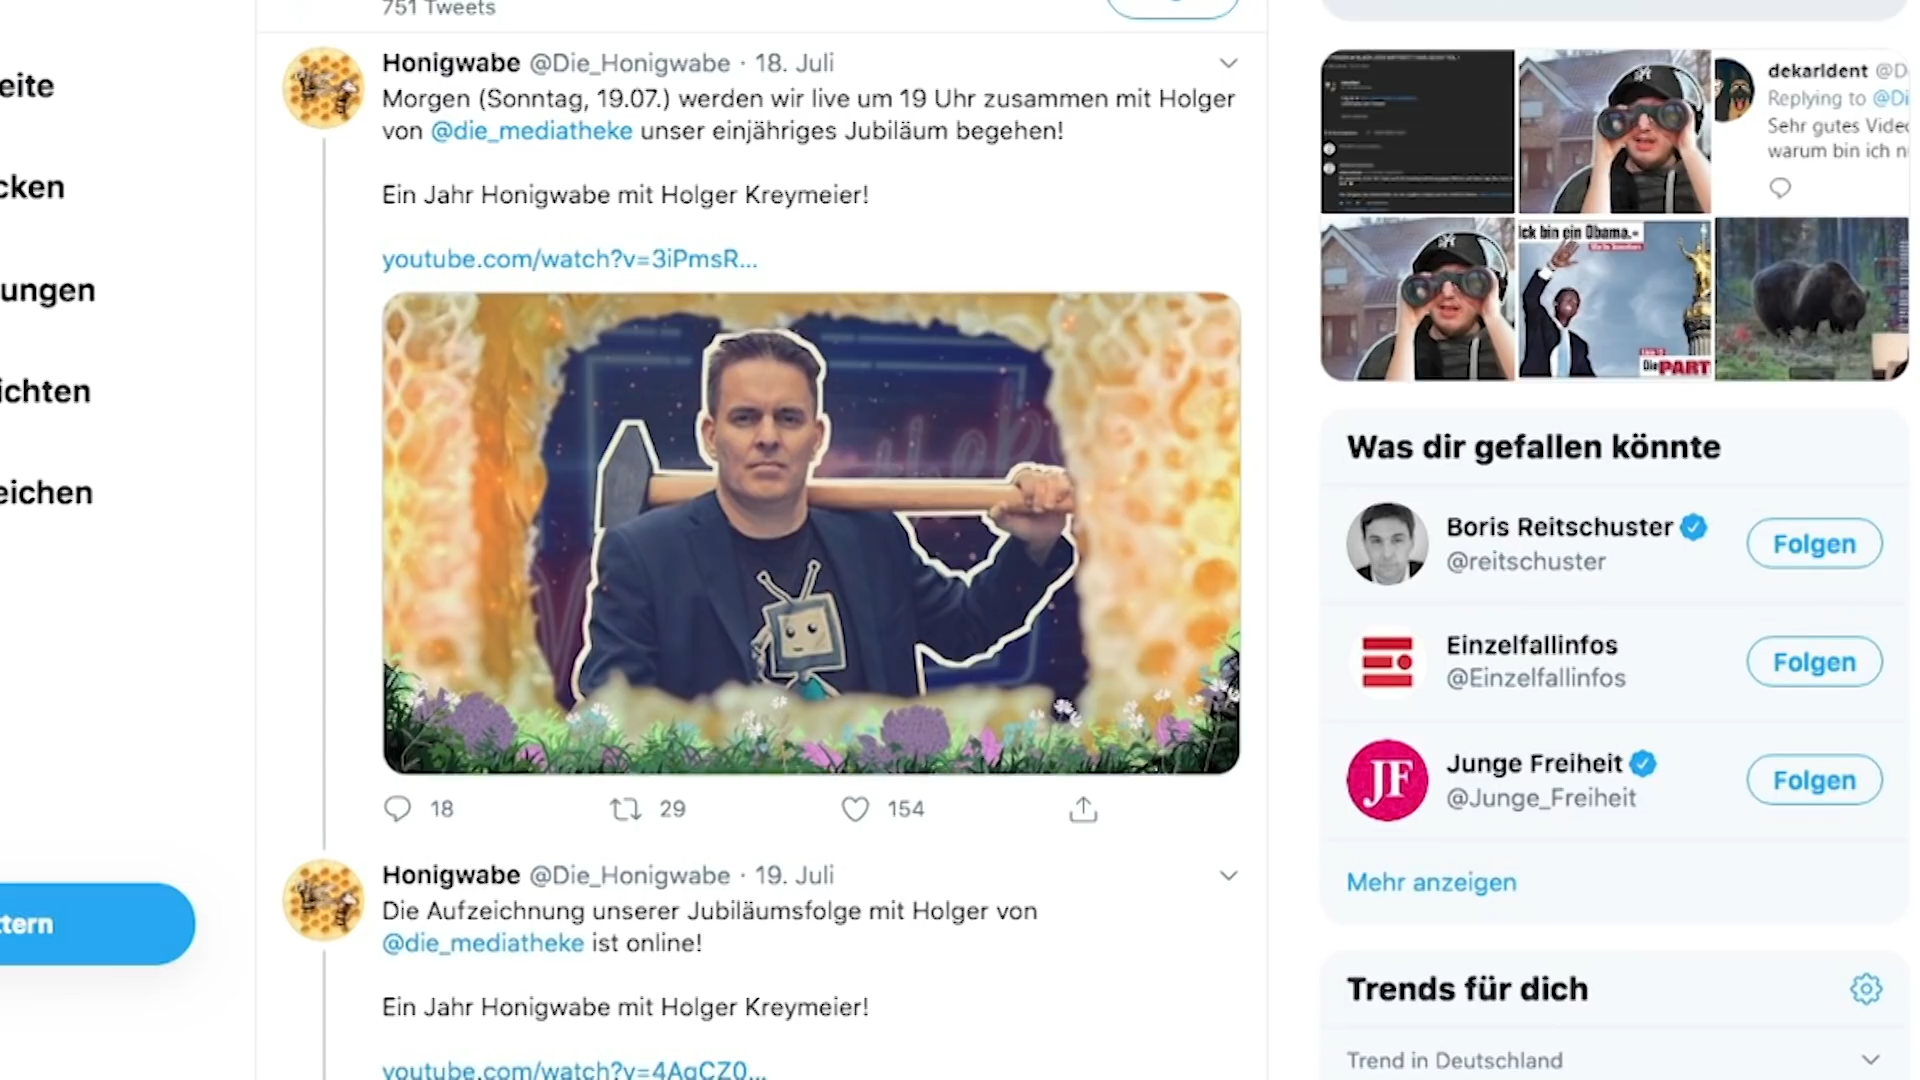 751 Tweets
eite
cken
ungen
ichten
eichen
ttern
Honigwabe @Die_Honigwabe · 18. Juli
Morgen (Sonntag, 19.07.) werden wir live um 19 Uhr zusammen mit Holger
von @die_mediatheke unser einjähriges Jubiläum begehen!
Ein Jahr Honigwabe mit Holger Kreymeier!
youtube.com/watch?v=3iPmsR...
18 29 154
Honigwabe @Die_Honigwabe · 19. Juli
Die Aufzeichnung unserer Jubiläumsfolge mit Holger von
@die_mediatheke ist online!
Ein Jahr Honigwabe mit Holger Kreymeier!
youtube.com/watch?v=4AgCZ0...
dekarldent @D
Replying to @Di
Sehr gutes Vide
warum bin ich n
Ick bin ein Obama.
Die PART
Was dir gefallen könnte
Boris Reitschuster
@reitschuster
Folgen
Einzelfallinfos
@Einzelfallinfos
Folgen
Junge Freiheit
@Junge_Freiheit
Folgen
JF
Mehr anzeigen
Trends für dich
Trend in Deutschland